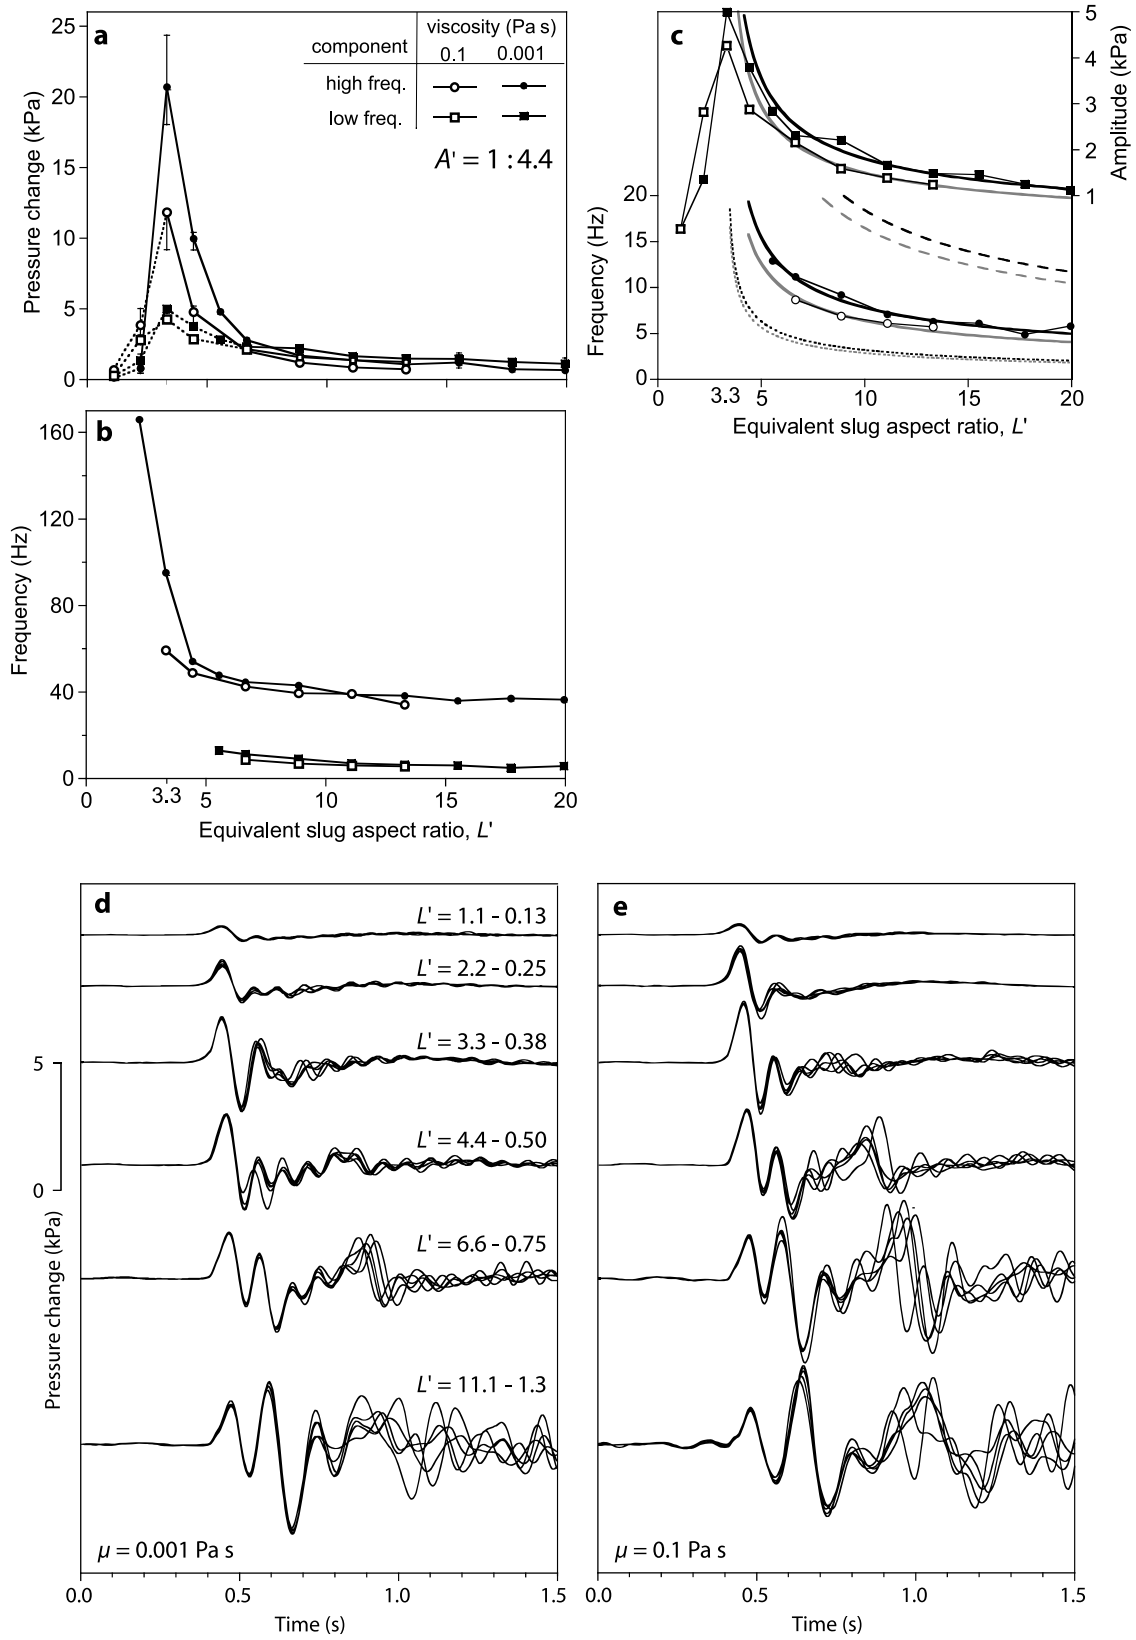 a
25
20
15
10
5
0
Pressure change (kPa)
viscosity (Pa s)
component
0.1 0.001
high freq.
low freq.
A' = 1 : 4.4
b
160
120
80
40
0
Frequency (Hz)
0 3.3 5 10 15 20
Equivalent slug aspect ratio, L'
c
5
4
3
2
1
Amplitude (kPa)
20
15
10
5
0
Frequency (Hz)
3.3 5 10 15 20
Equivalent slug aspect ratio, L'
d
L' = 1.1 - 0.13
L' = 2.2 - 0.25
L' = 3.3 - 0.38
L' = 4.4 - 0.50
L' = 6.6 - 0.75
L' = 11.1 - 1.3
5
0
Pressure change (kPa)
μ = 0.001 Pa s
0.0 0.5 1.0 1.5
Time (s)
e
μ = 0.1 Pa s
0.0 0.5 1.0 1.5
Time (s)